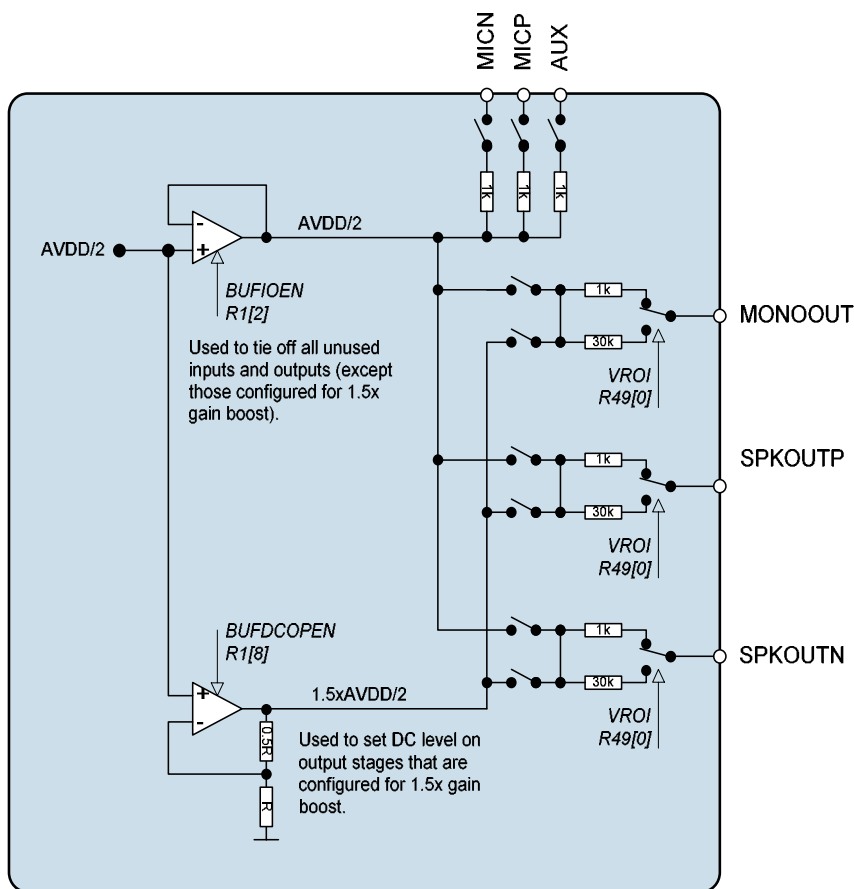 MICN
MICP
AUX
1k
1k
1k
AVDD/2
-
+
AVDD/2
BUFIOEN
R1[2]
Used to tie off all unused
inputs and outputs (except
those configured for 1.5x
gain boost).
1k
30k
MONOOUT
VROI
R49[0]
1k
30k
SPKOUTP
VROI
R49[0]
BUFDCOPEN
R1[8]
+
-
1.5xAVDD/2
0.5R
R
Used to set DC level on
output stages that are
configured for 1.5x gain
boost.
1k
30k
SPKOUTN
VROI
R49[0]